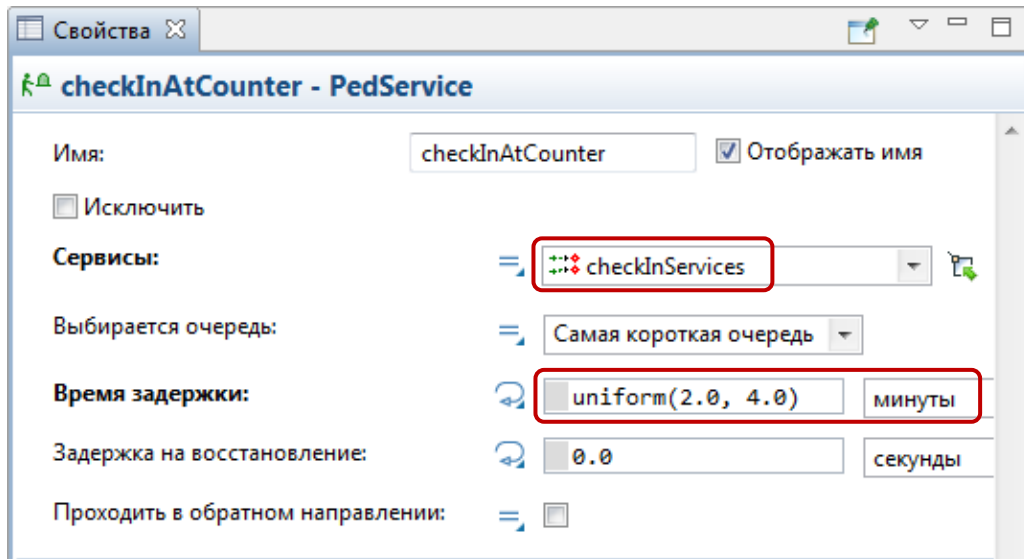 Свойства
checkInAtCounter - PedService
Имя: checkInAtCounter Отображать имя
Исключить
Сервисы: checkInServices
Выбирается очередь: Самая короткая очередь
Время задержки: uniform(2.0, 4.0) минуты
Задержка на восстановление: 0.0 секунды
Проходить в обратном направлении: